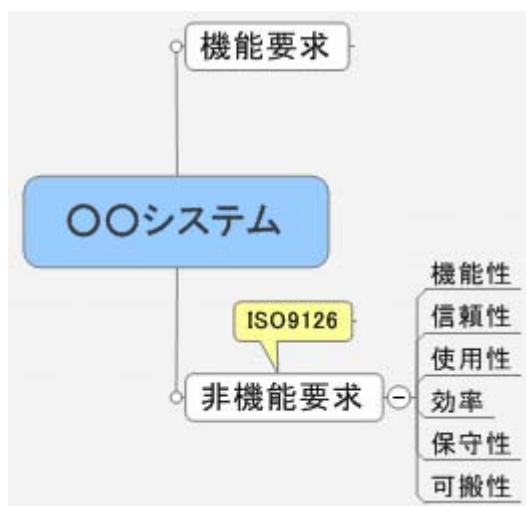 機能要求
〇〇システム
ISO9126
非機能要求
機能性
信頼性
使用性
効率
保守性
可搬性